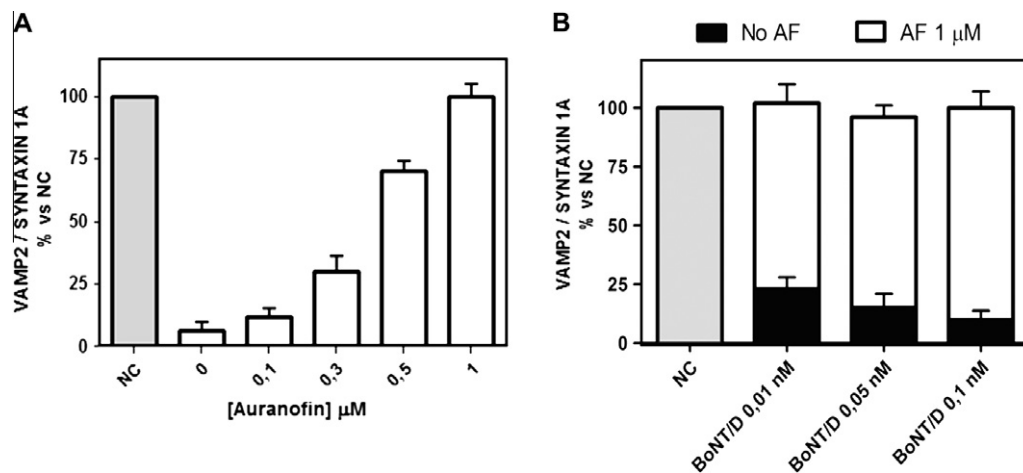 A
VAMP2 / SYNTAXIN 1A
% vs NC
100
75
50
25
0
NC
0
0,1
0,3
0,5
1
[Auranofin] μM
B
No AF
AF 1 μM
VAMP2 / SYNTAXIN 1A
% vs NC
100
75
50
25
0
NC
BoNT/D 0,01 nM
BoNT/D 0,05 nM
BoNT/D 0,1 nM